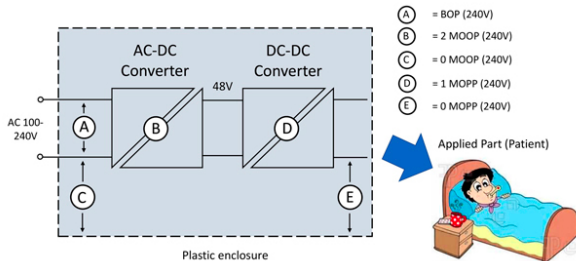 AC-DC
Converter
DC-DC
Converter
48V
AC 100-
240V
A
B
D
C
E
Plastic enclosure
A = BOP (240V)
B = 2 MOOP (240V)
C = 0 MOOP (240V)
D = 1 MOPP (240V)
E = 0 MOPP (240V)
Applied Part (Patient)